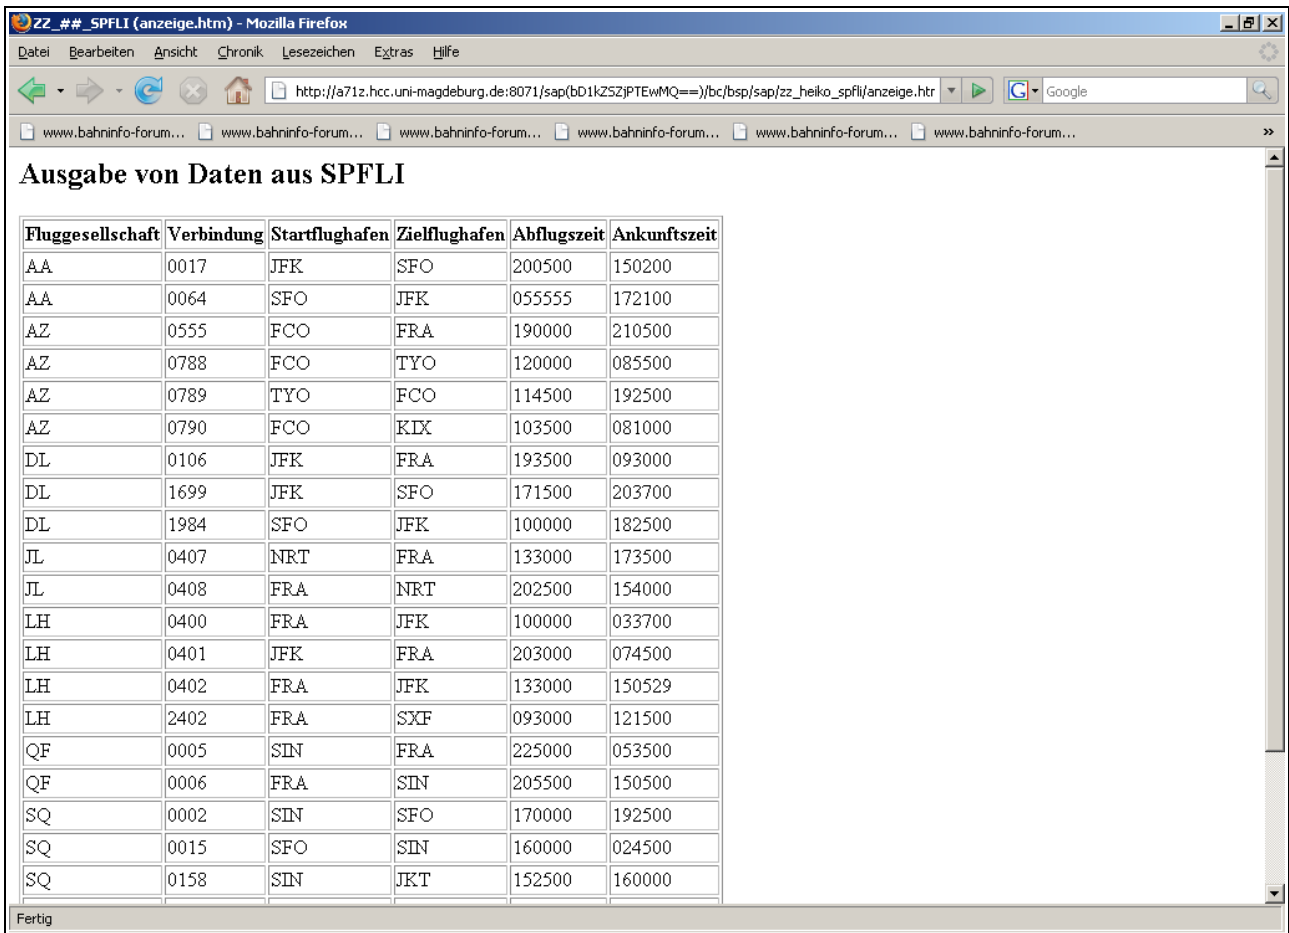 ZZ_##_SPFLI (anzeige.htm) - Mozilla Firefox
Datei Bearbeiten Ansicht Chronik Lesezeichen Extras Hilfe
http://a71z.hcc.uni-magdeburg.de:8071/sap(bD1kZSZjPTEwMQ==)/bc/bsp/sap/zz_heiko_spfli/anzeige.htr G Google
www.bahninfo-forum... www.bahninfo-forum... www.bahninfo-forum... www.bahninfo-forum... www.bahninfo-forum... www.bahninfo-forum... »
Ausgabe von Daten aus SPFLI
Fluggesellschaft Verbindung Startflughafen Zielflughafen Abflugszeit Ankunftszeit
AA 0017 JFK SFO 200500 150200
AA 0064 SFO JFK 055555 172100
AZ 0555 FCO FRA 190000 210500
AZ 0788 FCO TYO 120000 085500
AZ 0789 TYO FCO 114500 192500
AZ 0790 FCO KIX 103500 081000
DL 0106 JFK FRA 193500 093000
DL 1699 JFK SFO 171500 203700
DL 1984 SFO JFK 100000 182500
JL 0407 NRT FRA 133000 173500
JL 0408 FRA NRT 202500 154000
LH 0400 FRA JFK 100000 033700
LH 0401 JFK FRA 203000 074500
LH 0402 FRA JFK 133000 150529
LH 2402 FRA SXF 093000 121500
QF 0005 SIN FRA 225000 053500
QF 0006 FRA SIN 205500 150500
SQ 0002 SIN SFO 170000 192500
SQ 0015 SFO SIN 160000 024500
SQ 0158 SIN JKT 152500 160000
Fertig